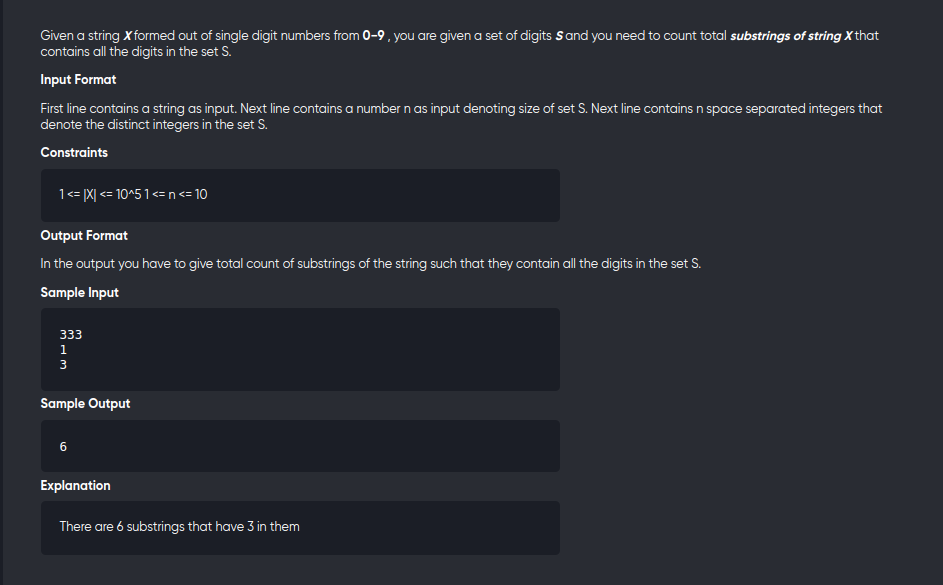 Given a string X formed out of single digit numbers from 0-9 , you are given a set of digits S and you need to count total substrings of string X that
contains all the digits in the set S.
Input Format
First line contains a string as input. Next line contains a number n as input denoting size of set S. Next line contains n space separated integers that
denote the distinct integers in the set S.
Constraints
1 <= |X| <= 10^5 1 <= n <= 10
Output Format
In the output you have to give total count of substrings of the string such that they contain all the digits in the set S.
Sample Input
333
1
3
Sample Output
6
Explanation
There are 6 substrings that have 3 in them